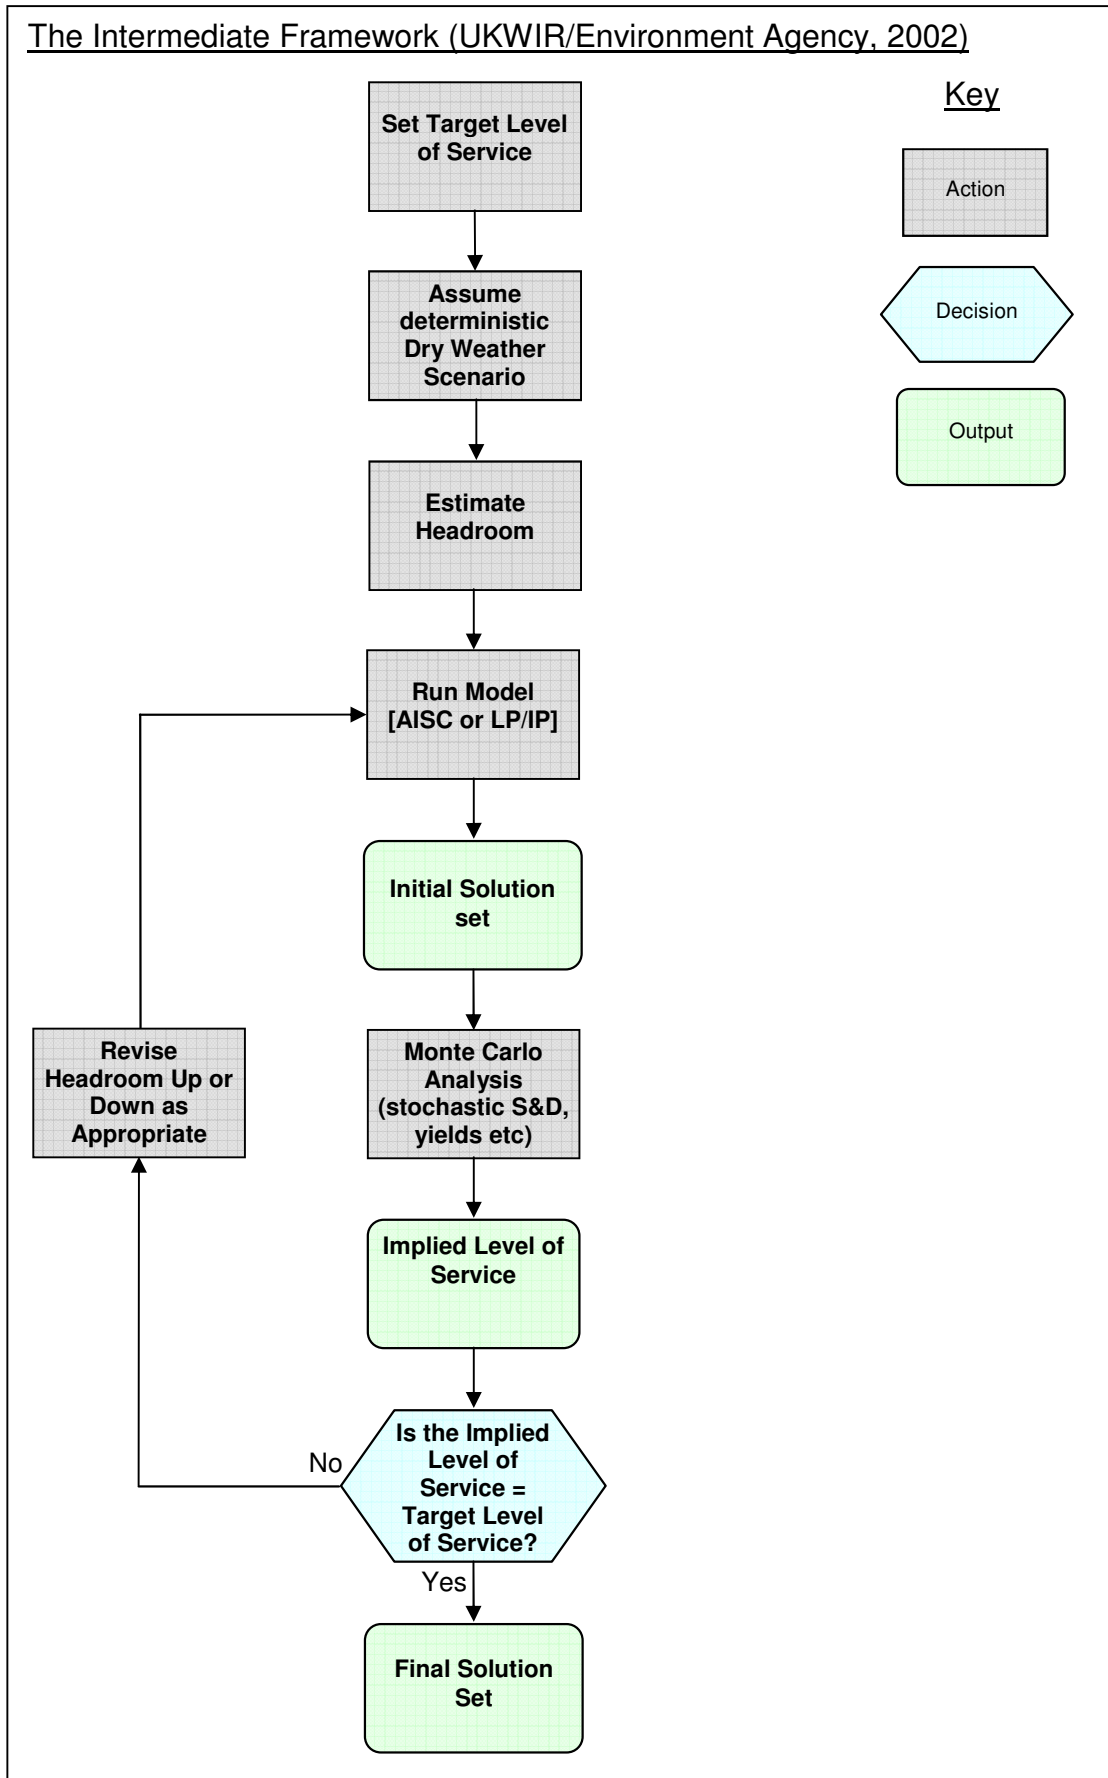 The Intermediate Framework (UKWIR/Environment Agency, 2002)
Key
Set Target Level
of Service
Action
Assume
deterministic
Dry Weather
Scenario
Decision
Output
Estimate
Headroom
Run Model
[AISC or LP/IP]
Initial Solution
set
Revise
Headroom Up or
Down as
Appropriate
Monte Carlo
Analysis
(stochastic S&D,
yields etc)
Implied Level of
Service
Is the Implied
Level of
Service =
Target Level
of Service?
No
Yes
Final Solution
Set